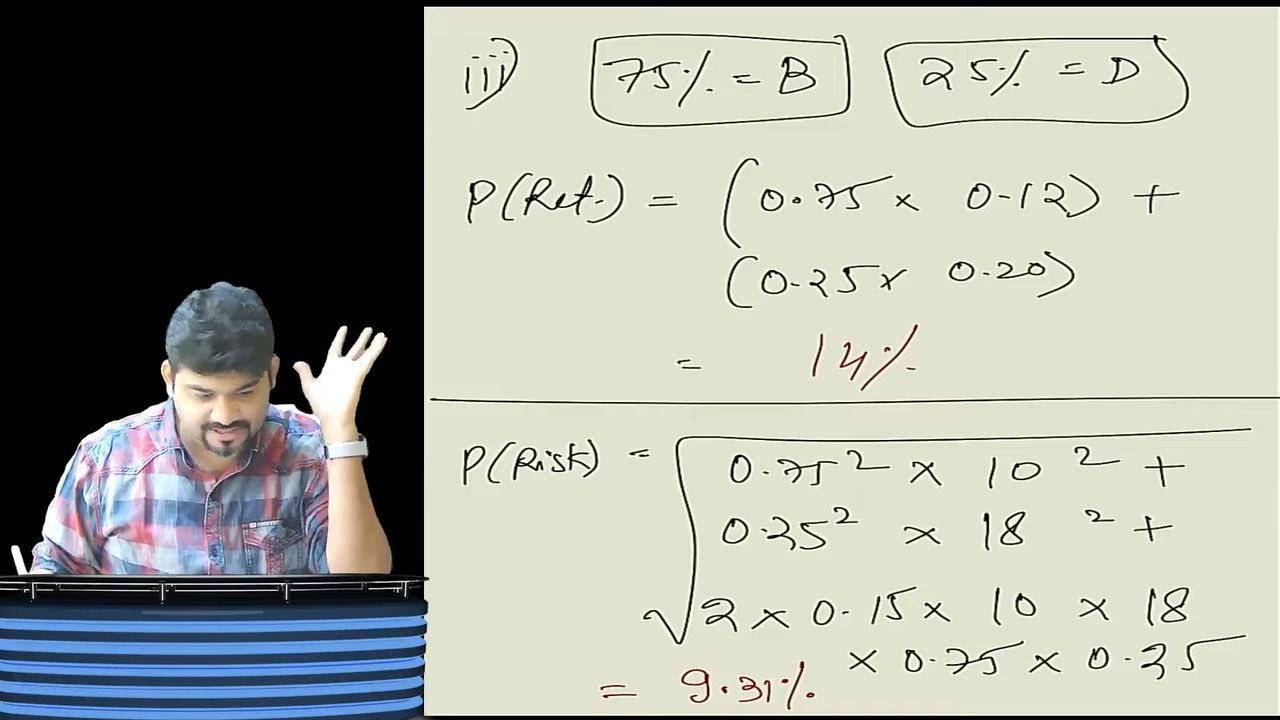 iii) 75% = B 25% = D
P(Ret.) = (0.75 × 0.12) +
(0.25 × 0.20)
= 14%
P(Risk) = √ 0.75² × 10² +
0.25² × 18² +
2 × 0.15 × 10 × 18
× 0.75 × 0.25
= 9.31%